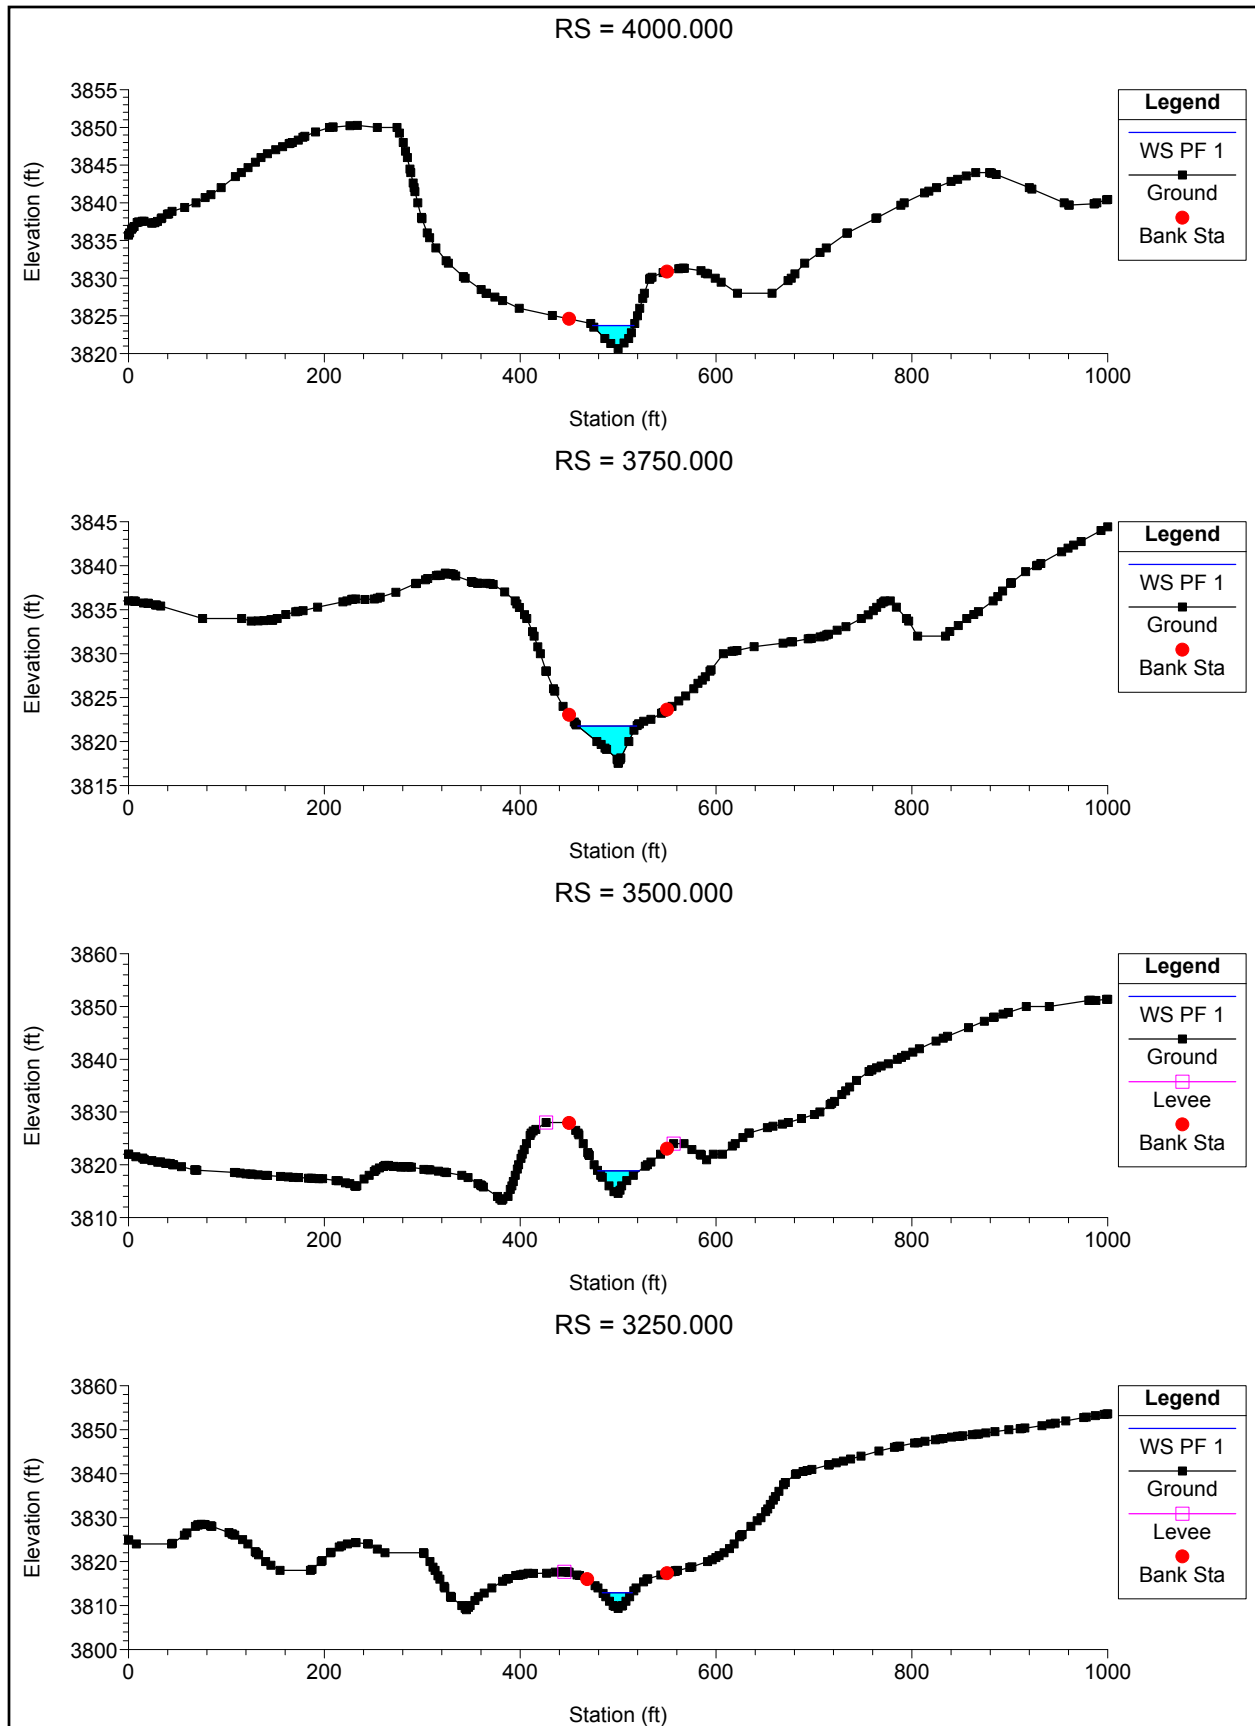 RS = 4000.000
Elevation (ft)
3855
3850
3845
3840
3835
3830
3825
3820
0 200 400 600 800 1000
Station (ft)
Legend
WS PF 1
Ground
Bank Sta
RS = 3750.000
Elevation (ft)
3845
3840
3835
3830
3825
3820
3815
0 200 400 600 800 1000
Station (ft)
Legend
WS PF 1
Ground
Bank Sta
RS = 3500.000
Elevation (ft)
3860
3850
3840
3830
3820
3810
0 200 400 600 800 1000
Station (ft)
Legend
WS PF 1
Ground
Levee
Bank Sta
RS = 3250.000
Elevation (ft)
3860
3850
3840
3830
3820
3810
3800
0 200 400 600 800 1000
Station (ft)
Legend
WS PF 1
Ground
Levee
Bank Sta